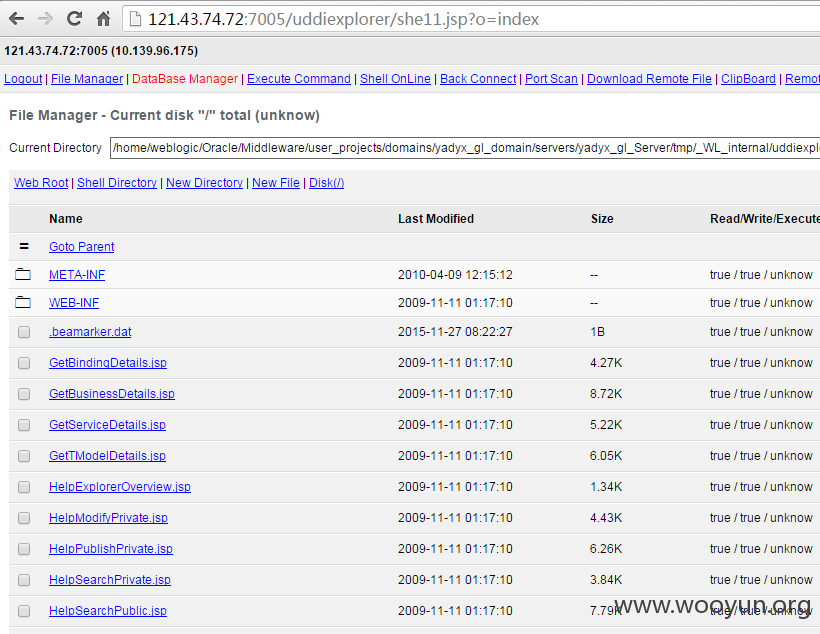 121.43.74.72:7005/uddiexplorer/she11.jsp?o=index
121.43.74.72:7005 (10.139.96.175)
Logout | File Manager | DataBase Manager | Execute Command | Shell OnLine | Back Connect | Port Scan | Download Remote File | ClipBoard | Remot
File Manager - Current disk "/" total (unknow)
Current Directory /home/weblogic/Oracle/Middleware/user_projects/domains/yadyx_gl_domain/servers/yadyx_gl_Server/tmp/_WL_internal/uddiexplo
Web Root | Shell Directory | New Directory | New File | Disk(/)
Name Last Modified Size Read/Write/Execute
= Goto Parent
META-INF 2010-04-09 12:15:12 -- true / true / unknow
WEB-INF 2009-11-11 01:17:10 -- true / true / unknow
.beamarker.dat 2015-11-27 08:22:27 1B true / true / unknow
GetBindingDetails.jsp 2009-11-11 01:17:10 4.27K true / true / unknow
GetBusinessDetails.jsp 2009-11-11 01:17:10 8.72K true / true / unknow
GetServiceDetails.jsp 2009-11-11 01:17:10 5.22K true / true / unknow
GetTModelDetails.jsp 2009-11-11 01:17:10 6.05K true / true / unknow
HelpExplorerOverview.jsp 2009-11-11 01:17:10 1.34K true / true / unknow
HelpModifyPrivate.jsp 2009-11-11 01:17:10 4.43K true / true / unknow
HelpPublishPrivate.jsp 2009-11-11 01:17:10 6.26K true / true / unknow
HelpSearchPrivate.jsp 2009-11-11 01:17:10 3.84K true / true / unknow
HelpSearchPublic.jsp 2009-11-11 01:17:10 7.79K true / true / unknow
www.wooyun.org